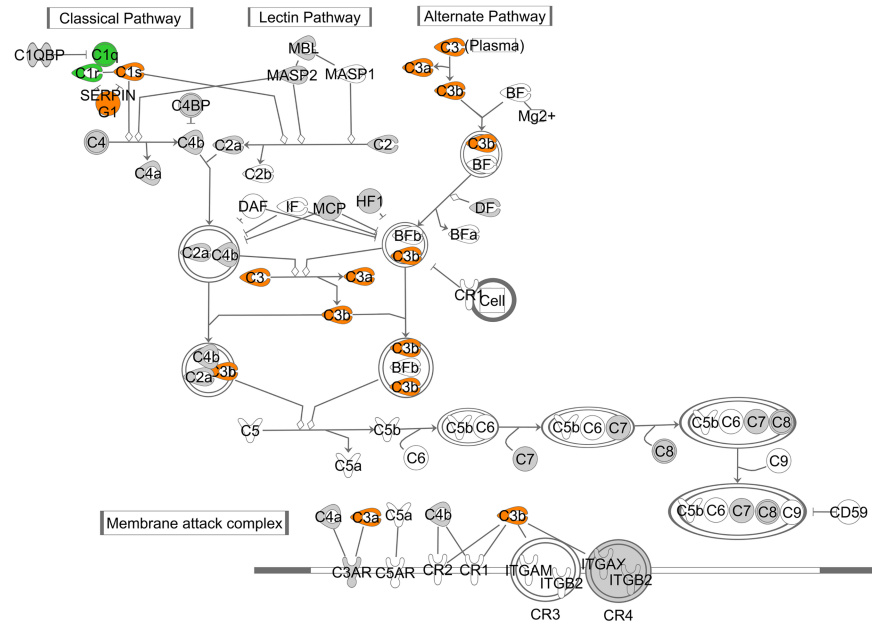 Classical Pathway
Lectin Pathway
Alternate Pathway
C1QBP
C1q
C1r
C1s
SERPIN
G1
MBL
MASP2
MASP1
C3 (Plasma)
C3a
C3b
BF
Mg2+
C4BP
C4
C4b
C2a
C2
C4a
C2b
C3b
BF
DAF
IF
MCP
HF1
DF
BFa
C2a
C4b
BFb
C3b
C3
C3a
CR1
Cell
C3b
C4b
C2a
C3b
C3b
BFb
C3b
C5
C5b
C5a
C6
C5b
C6
C7
C5b
C6
C7
C8
C5b
C6
C7
C8
C9
C5b
C6
C7
C8
C9
CD59
Membrane attack complex
C4a
C3a
C5a
C4b
C3b
C3AR
C5AR
CR2
CR1
ITGAM
ITGB2
ITGAX
ITGB2
CR3
CR4